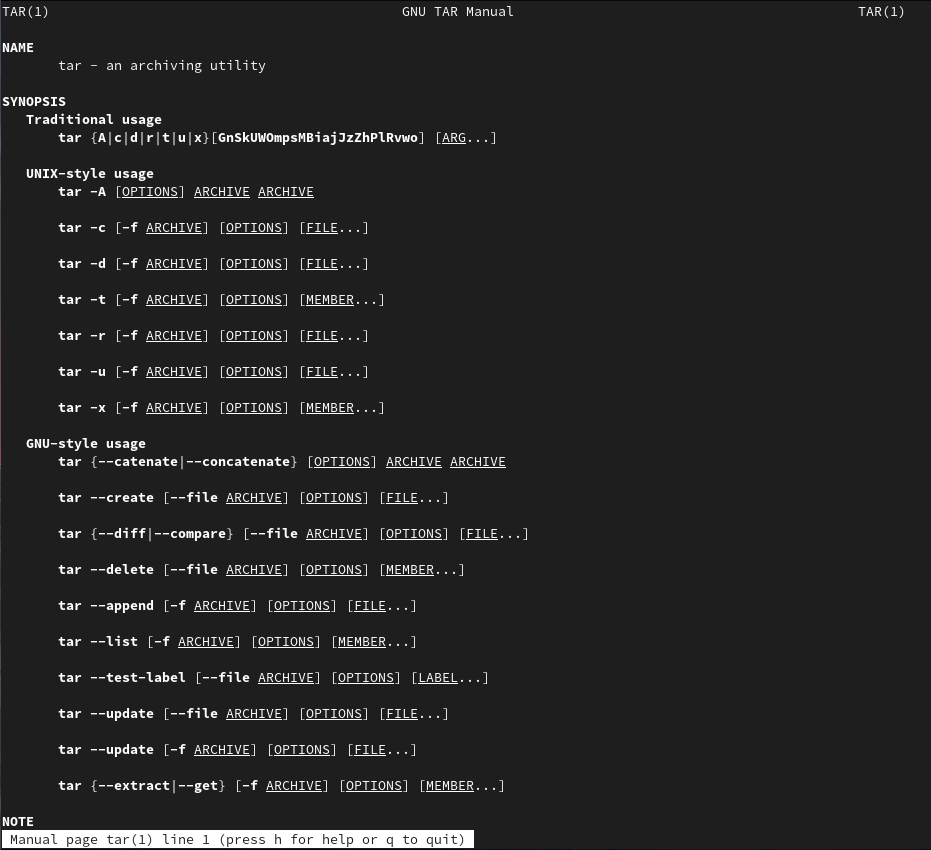 TAR(1) GNU TAR Manual TAR(1)
NAME
tar - an archiving utility
SYNOPSIS
Traditional usage
tar {A|c|d|r|t|u|x}[GnSkUWOmpsMBiajJzZhPlRvwo] [ARG...]
UNIX-style usage
tar -A [OPTIONS] ARCHIVE ARCHIVE
tar -c [-f ARCHIVE] [OPTIONS] [FILE...]
tar -d [-f ARCHIVE] [OPTIONS] [FILE...]
tar -t [-f ARCHIVE] [OPTIONS] [MEMBER...]
tar -r [-f ARCHIVE] [OPTIONS] [FILE...]
tar -u [-f ARCHIVE] [OPTIONS] [FILE...]
tar -x [-f ARCHIVE] [OPTIONS] [MEMBER...]
GNU-style usage
tar {--catenate|--concatenate} [OPTIONS] ARCHIVE ARCHIVE
tar --create [--file ARCHIVE] [OPTIONS] [FILE...]
tar {--diff|--compare} [--file ARCHIVE] [OPTIONS] [FILE...]
tar --delete [--file ARCHIVE] [OPTIONS] [MEMBER...]
tar --append [-f ARCHIVE] [OPTIONS] [FILE...]
tar --list [-f ARCHIVE] [OPTIONS] [MEMBER...]
tar --test-label [--file ARCHIVE] [OPTIONS] [LABEL...]
tar --update [--file ARCHIVE] [OPTIONS] [FILE...]
tar --update [-f ARCHIVE] [OPTIONS] [FILE...]
tar {--extract|--get} [-f ARCHIVE] [OPTIONS] [MEMBER...]
NOTE
Manual page tar(1) line 1 (press h for help or q to quit)